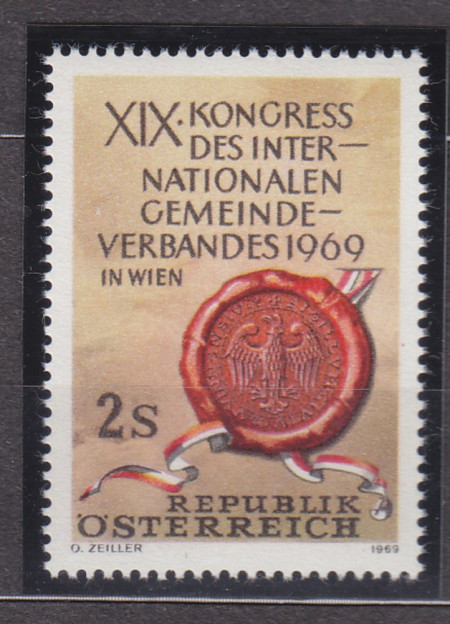 XIX. KONGRESS
DES INTER—
NATIONALEN
GEMEINDE—
VERBANDES 1969
IN WIEN
2S
REPUBLIK
ÖSTERREICH
O. ZEILLER 1969